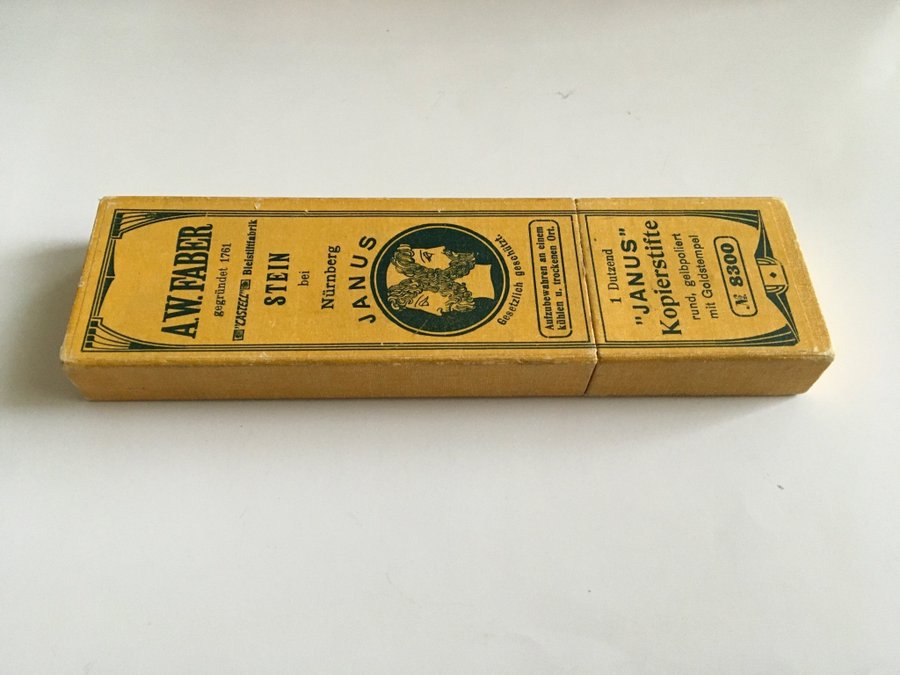 A.W. FABER
gegründet 1761
"CASTELL" Bleistiftfabrik
STEIN
bei
Nürnberg
JANUS
Gesetzlich geschützt.
Aufzubewahren an einem
kühlen u. trockenen Ort.
1 Dutzend
"JANUS"
Kopierstifte
rund, gelbpoliert
mit Goldstempel
№ 8300